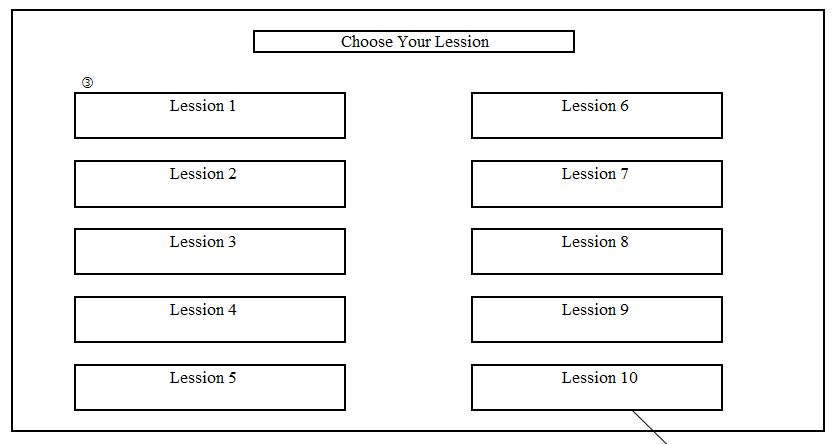 Choose Your Lession
③
Lession 1
Lession 2
Lession 3
Lession 4
Lession 5
Lession 6
Lession 7
Lession 8
Lession 9
Lession 10